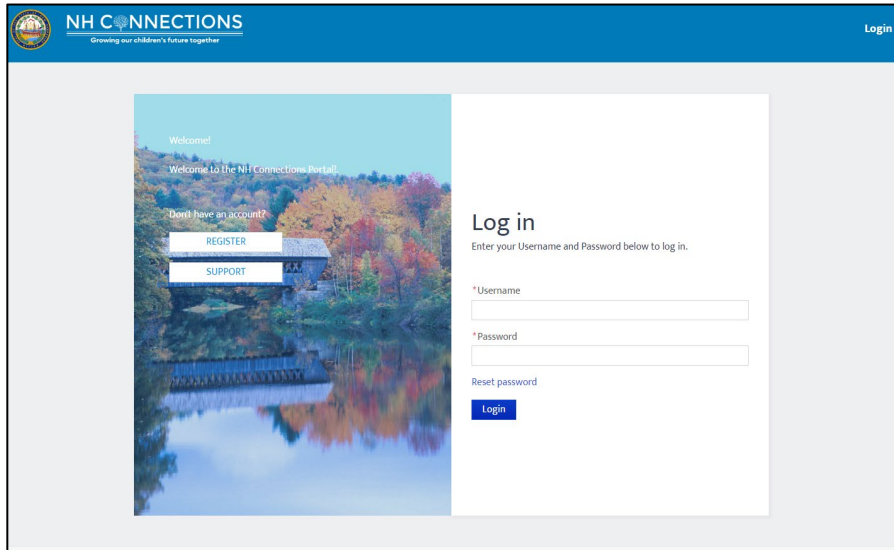 NH CONNECTIONS
Growing our children's future together
Login
Welcome!
Welcome to the NH Connections Portal!
Don't have an account?
REGISTER
SUPPORT
Log in
Enter your Username and Password below to log in.
*Username
*Password
Reset password
Login